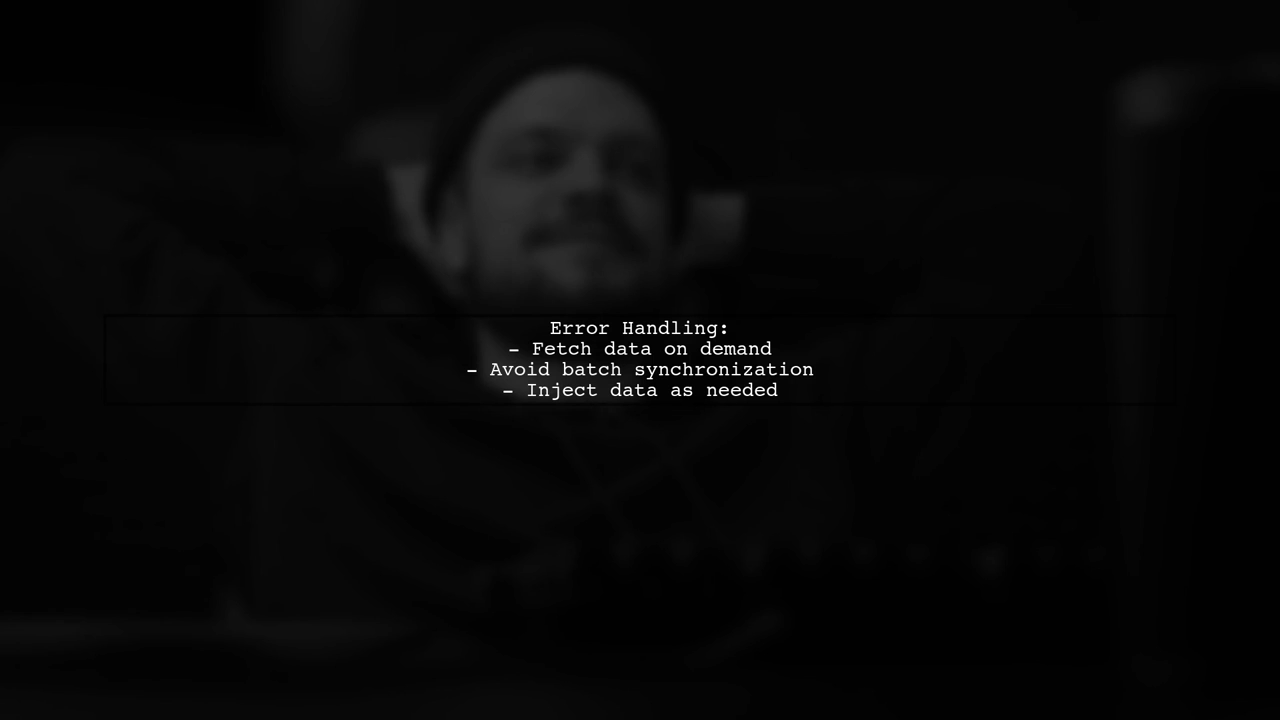 Error Handling:
- Fetch data on demand
- Avoid batch synchronization
- Inject data as needed